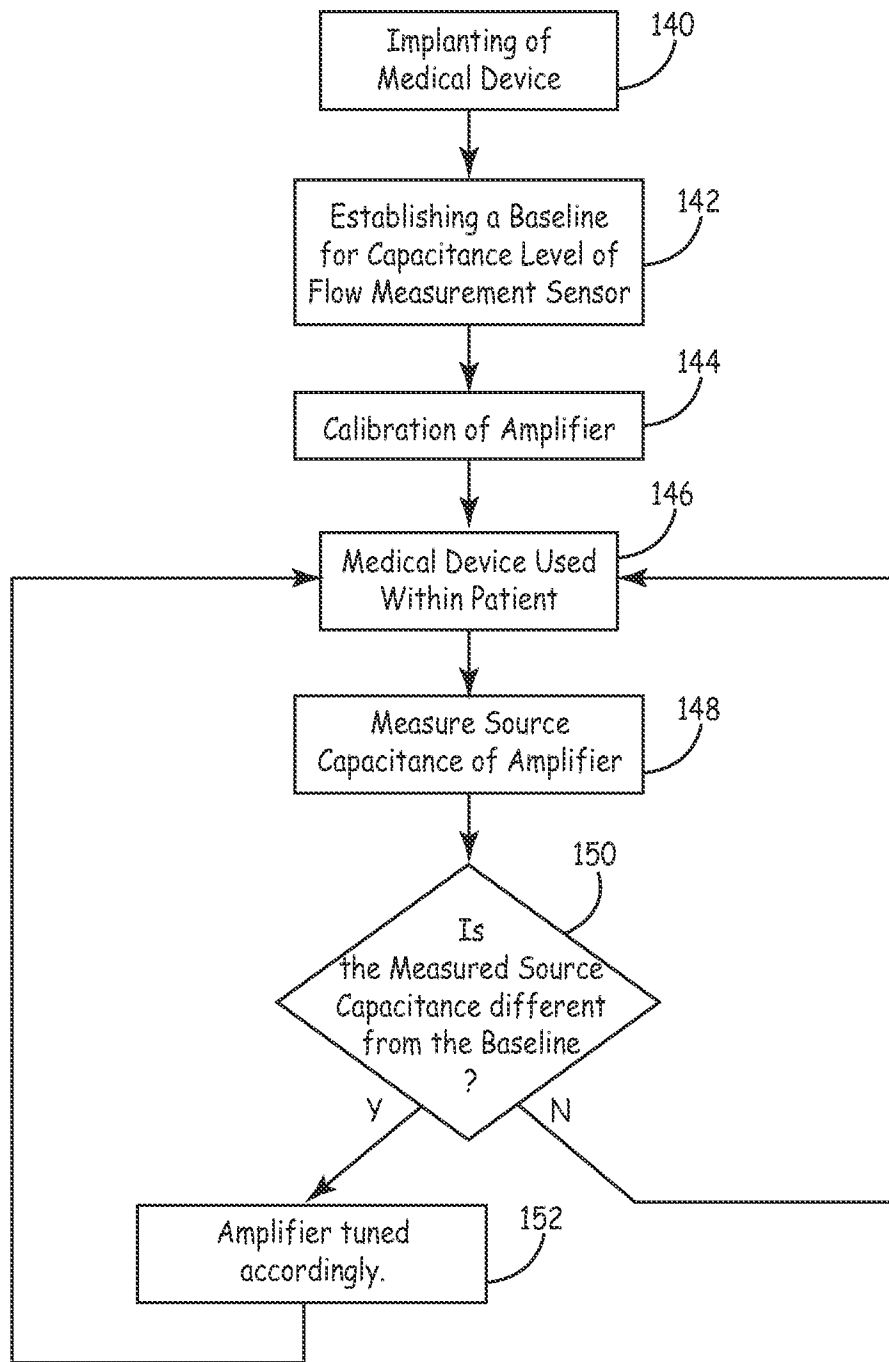 Implanting of
Medical Device
140
Establishing a Baseline
for Capacitance Level of
Flow Measurement Sensor
142
Calibration of Amplifier
144
Medical Device Used
Within Patient
146
Measure Source
Capacitance of Amplifier
148
150
Is
the Measured Source
Capacitance different
from the Baseline
?
Y
N
Amplifier tuned
accordingly.
152